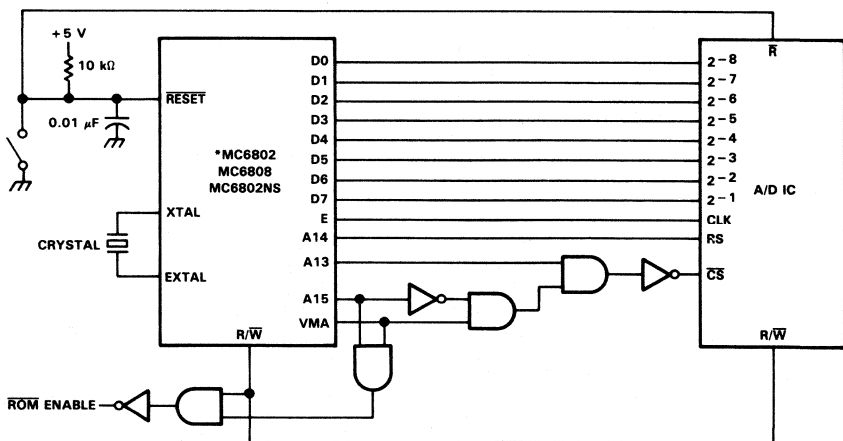 +5 V
10 kΩ
0.01 μF
RESET
*MC6802
MC6808
MC6802NS
XTAL
EXTAL
CRYSTAL
R/W
D0
D1
D2
D3
D4
D5
D6
D7
E
A14
A13
A15
VMA
R
2-8
2-7
2-6
2-5
2-4
2-3
2-2
2-1
CLK
RS
CS
A/D IC
R/W
ROM ENABLE